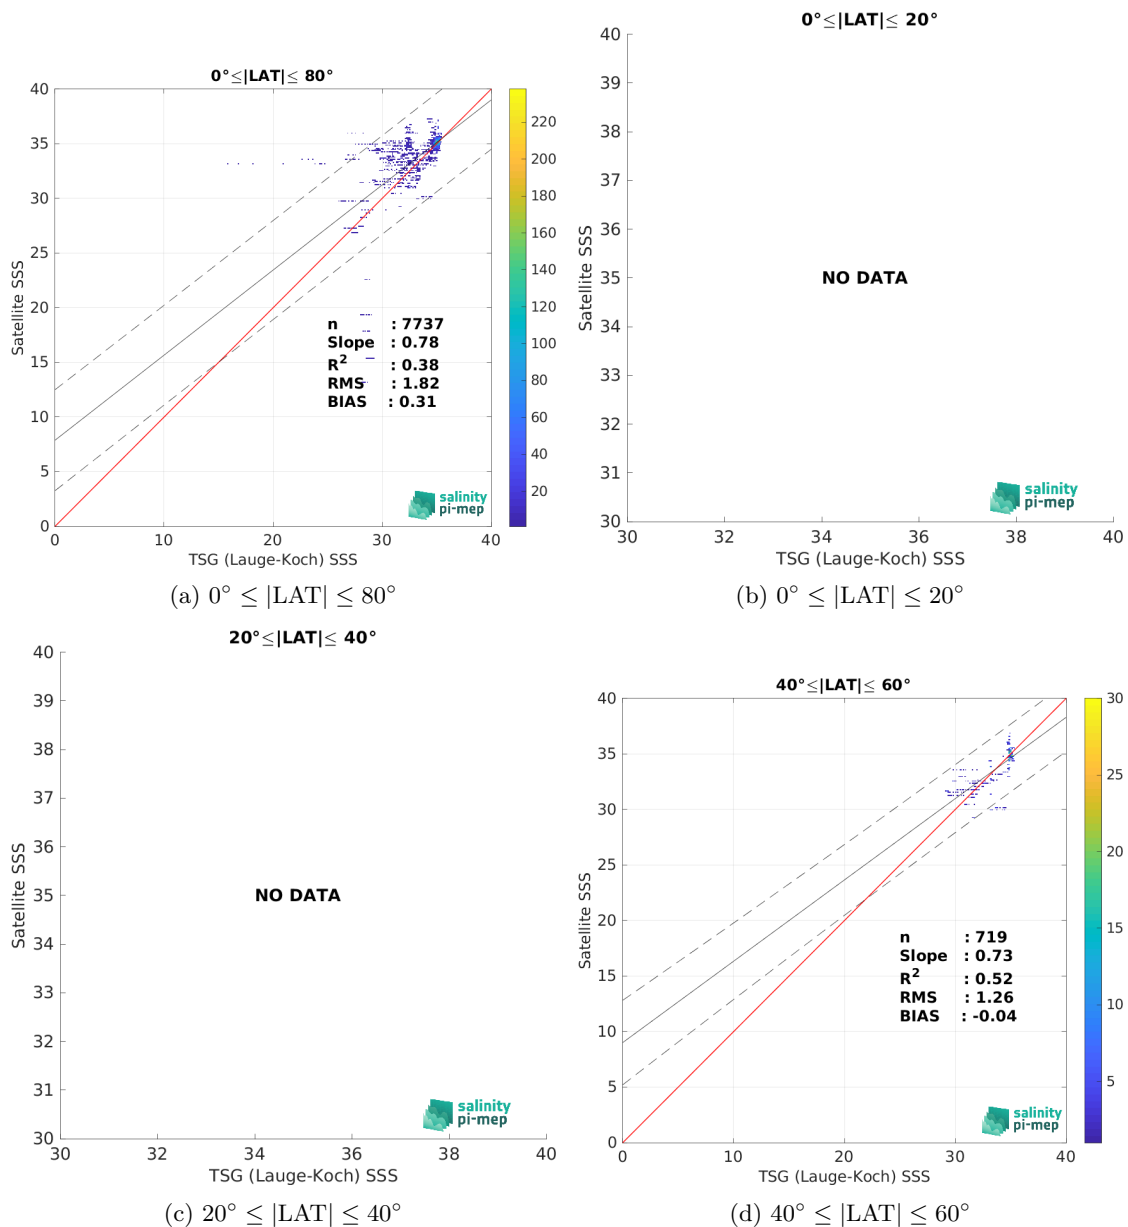 0°≤|LAT|≤ 80°
40
35
30
25
20
15
10
5
0
Satellite SSS
0
10
20
30
40
TSG (Lauge-Koch) SSS
n : 7737
Slope : 0.78
R² : 0.38
RMS : 1.82
BIAS : 0.31
salinity
pi-mep
220
200
180
160
140
120
100
80
60
40
20
(a) 0° ≤ |LAT| ≤ 80°
0°≤|LAT|≤ 20°
40
39
38
37
36
35
34
33
32
31
30
Satellite SSS
NO DATA
salinity
pi-mep
30
32
34
36
38
40
TSG (Lauge-Koch) SSS
(b) 0° ≤ |LAT| ≤ 20°
20°≤|LAT|≤ 40°
40
39
38
37
36
35
34
33
32
31
30
Satellite SSS
NO DATA
salinity
pi-mep
30
32
34
36
38
40
TSG (Lauge-Koch) SSS
(c) 20° ≤ |LAT| ≤ 40°
40°≤|LAT|≤ 60°
40
35
30
25
20
15
10
5
0
Satellite SSS
n : 719
Slope : 0.73
R² : 0.52
RMS : 1.26
BIAS : -0.04
salinity
pi-mep
0
10
20
30
40
TSG (Lauge-Koch) SSS
30
25
20
15
10
5
(d) 40° ≤ |LAT| ≤ 60°